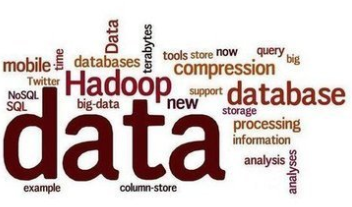 Data
time
terabytes
tools store now query big
mobile databases compression
Twitter Hadoop
NoSQL big-data new support database
SQL storage
data processing
information
analysis
analyses
example column-store